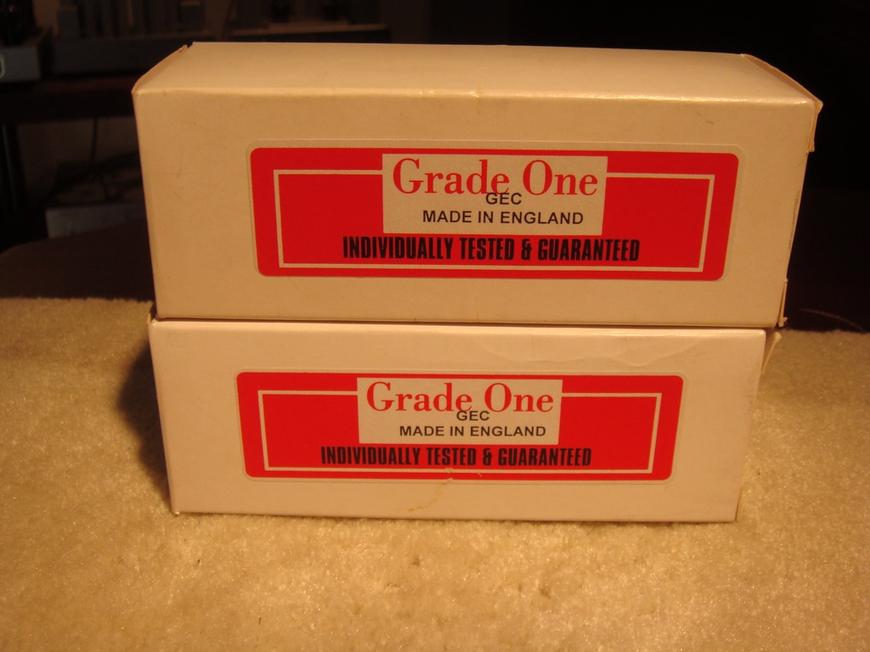 Grade One
GEC
MADE IN ENGLAND
INDIVIDUALLY TESTED & GUARANTEED
Grade One
GEC
MADE IN ENGLAND
INDIVIDUALLY TESTED & GUARANTEED